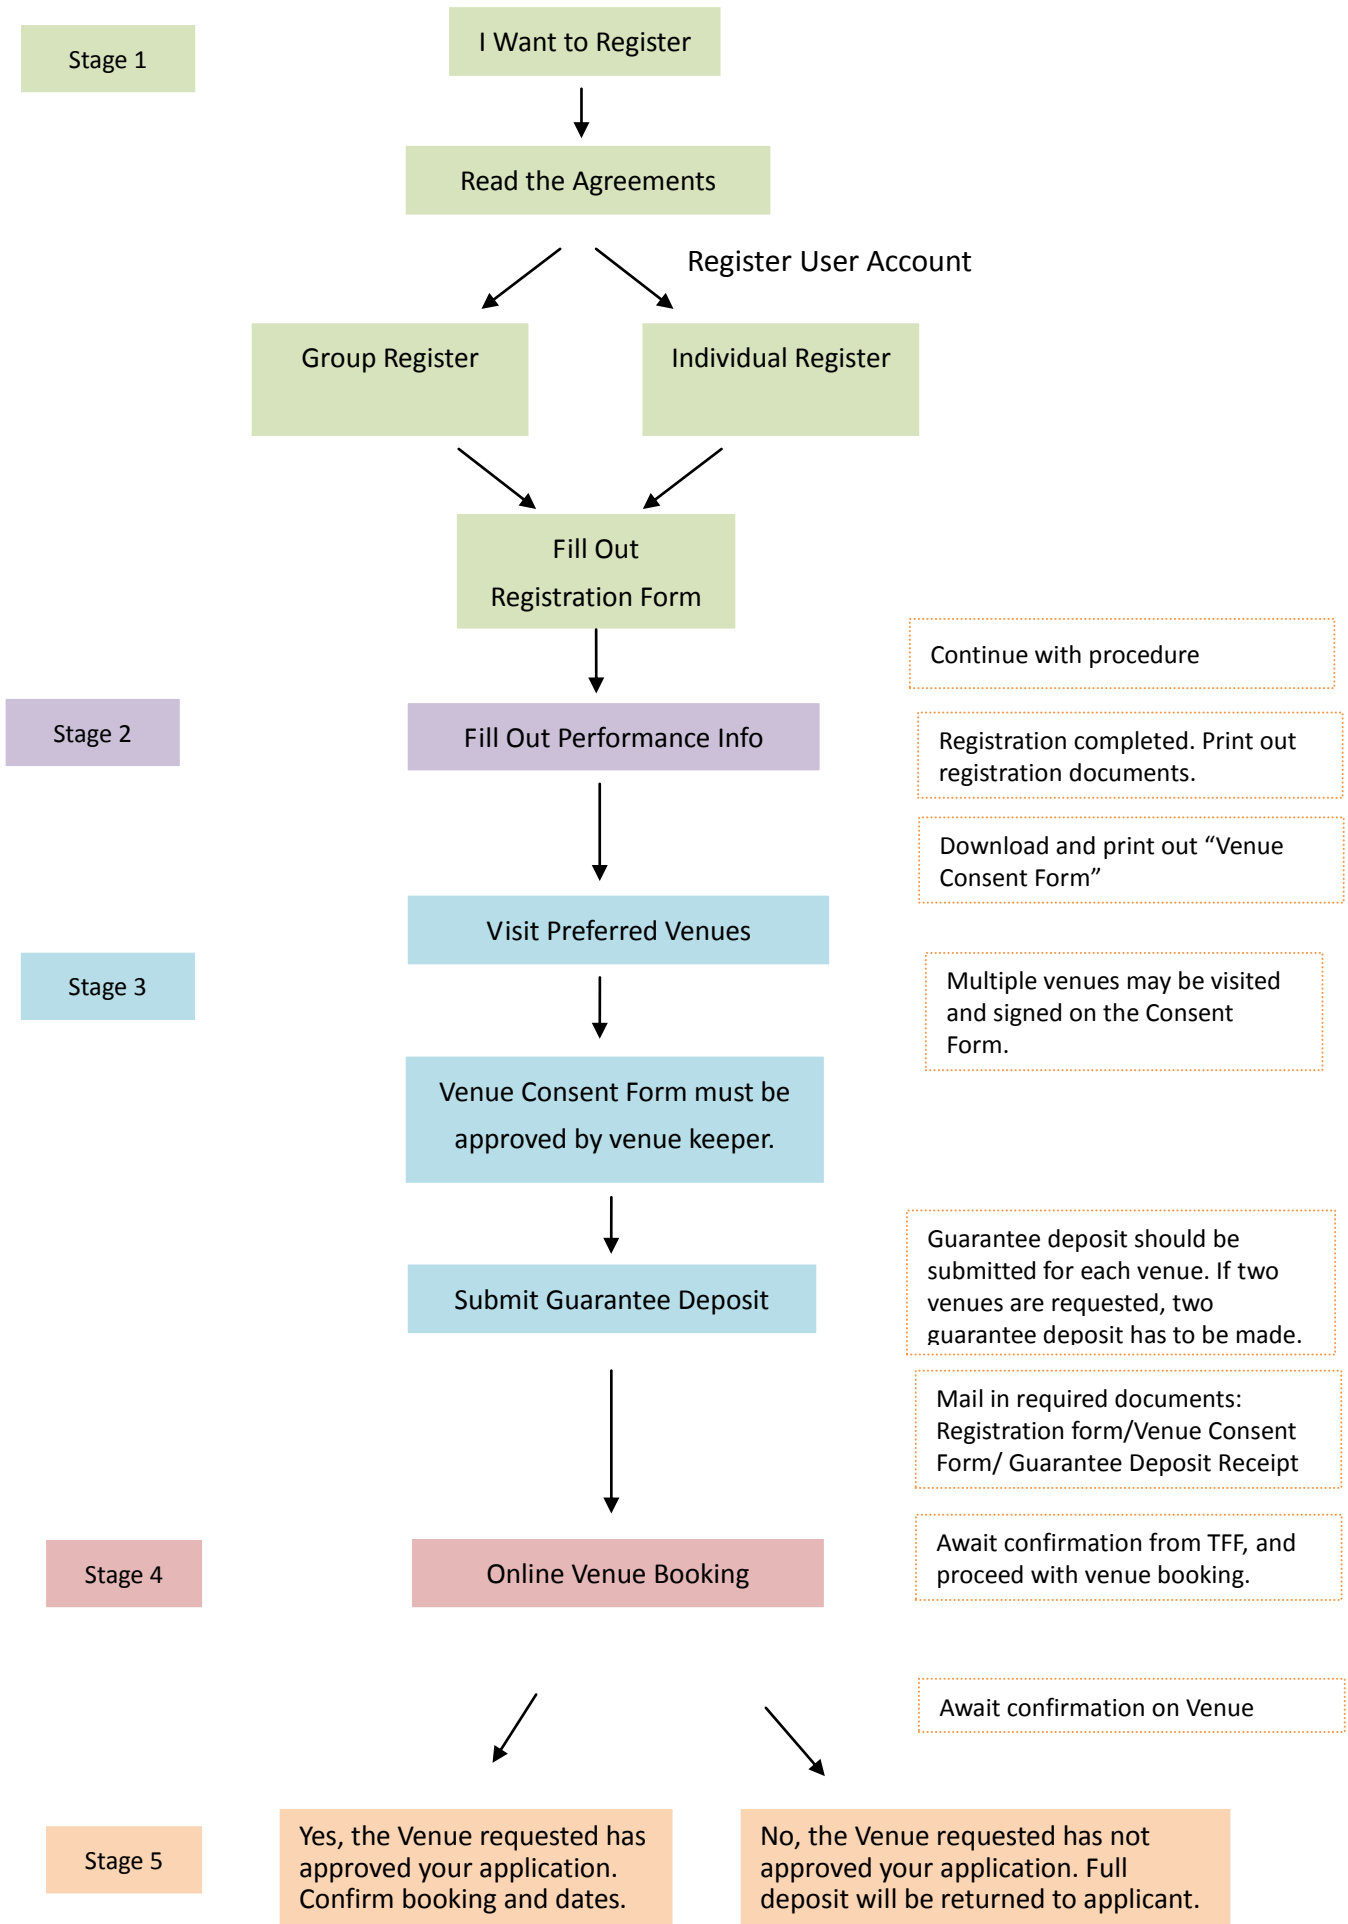 I Want to Register
Stage 1
Read the Agreements
Register User Account
Group Register
Individual Register
Fill Out
Registration Form
Continue with procedure
Stage 2
Fill Out Performance Info
Registration completed. Print out
registration documents.
Download and print out “Venue
Consent Form”
Visit Preferred Venues
Stage 3
Multiple venues may be visited
and signed on the Consent
Form.
Venue Consent Form must be
approved by venue keeper.
Submit Guarantee Deposit
Guarantee deposit should be
submitted for each venue. If two
venues are requested, two
guarantee deposit has to be made.
Mail in required documents:
Registration form/Venue Consent
Form/ Guarantee Deposit Receipt
Stage 4
Online Venue Booking
Await confirmation from TFF, and
proceed with venue booking.
Await confirmation on Venue
Stage 5
Yes, the Venue requested has
approved your application.
Confirm booking and dates.
No, the Venue requested has not
approved your application. Full
deposit will be returned to applicant.